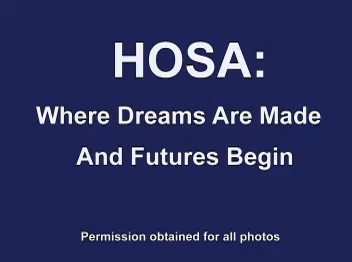 HOSA:
Where Dreams Are Made
And Futures Begin
Permission obtained for all photos